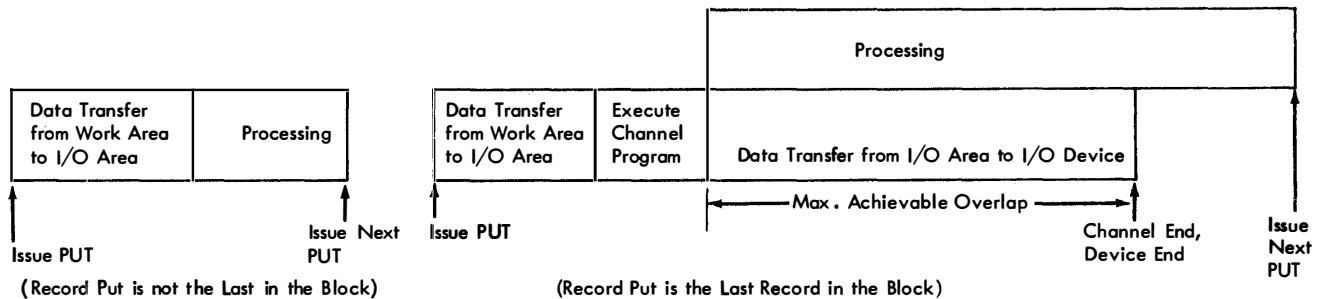 Processing
Data Transfer
from Work Area
to I/O Area
Processing
Data Transfer
from Work Area
to I/O Area
Execute
Channel
Program
Data Transfer from I/O Area to I/O Device
Max. Achievable Overlap
Issue PUT
Issue Next
PUT
Issue PUT
Channel End,
Device End
Issue
Next
PUT
(Record Put is not the Last in the Block)
(Record Put is the Last Record in the Block)